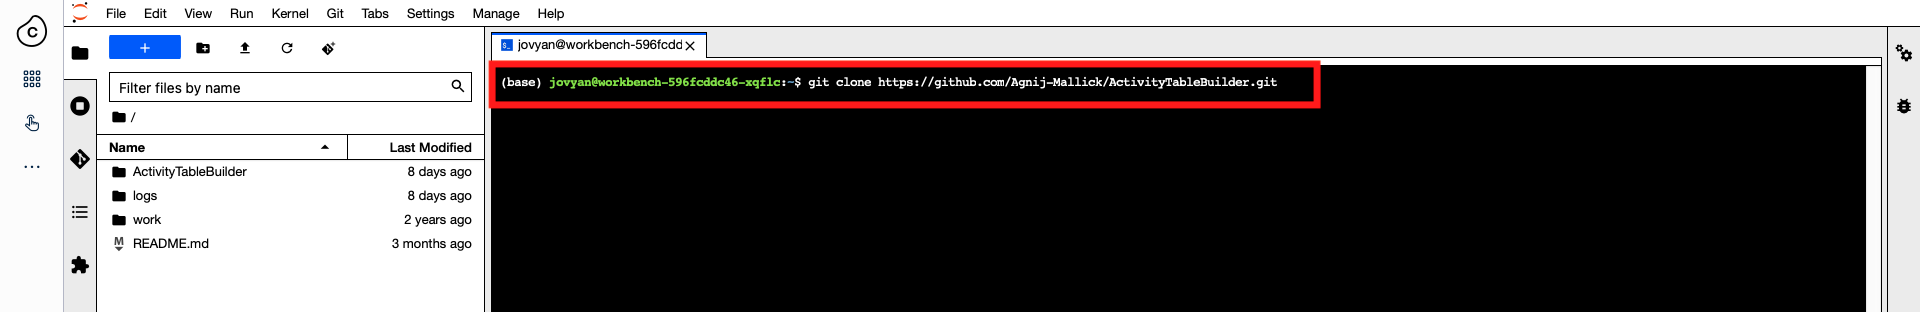 C
File Edit View Run Kernel Git Tabs Settings Manage Help
+
Filter files by name
/
Name Last Modified
ActivityTableBuilder 8 days ago
logs 8 days ago
work 2 years ago
M README.md 3 months ago
jovyan@workbench-596fcdd
(base) jovyan@workbench-596fcddc46-xqflc:~$ git clone https://github.com/Agnij-Mallick/ActivityTableBuilder.git